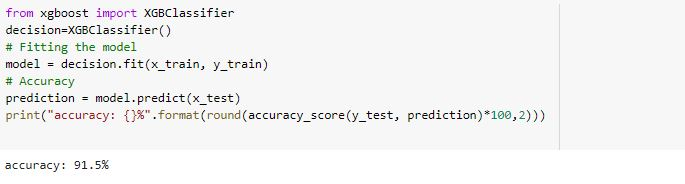 from xgboost import XGBClassifier
decision=XGBClassifier()
# Fitting the model
model = decision.fit(x_train, y_train)
# Accuracy
prediction = model.predict(x_test)
print("accuracy: {}%".format(round(accuracy_score(y_test, prediction)*100,2)))
accuracy: 91.5%